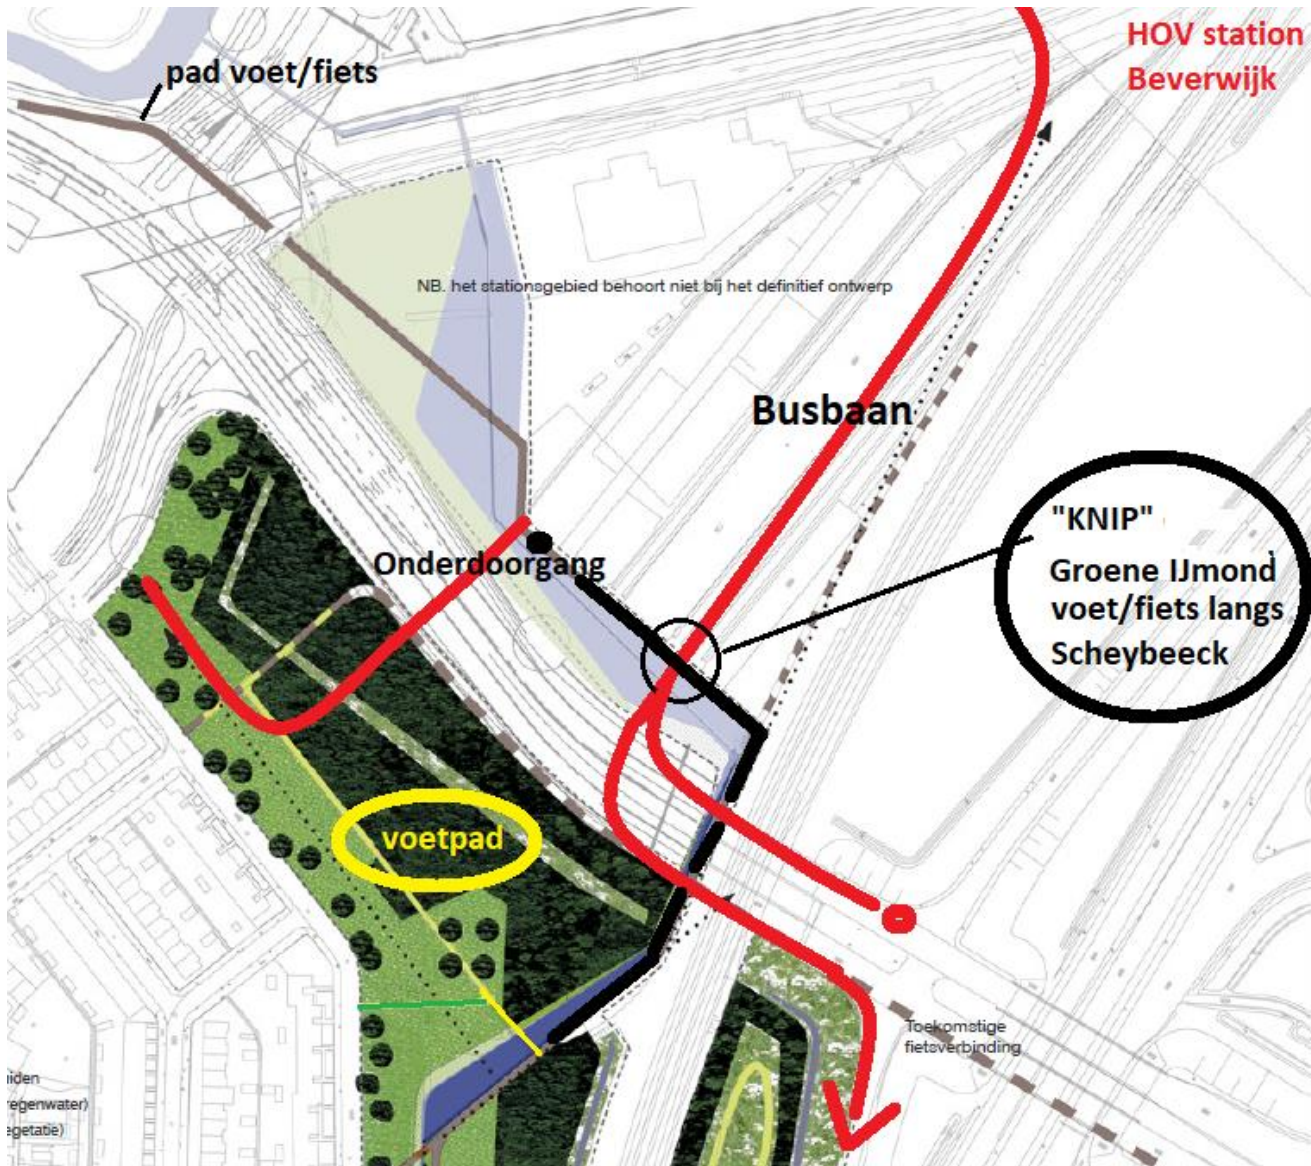 HOV station
Beverwijk
pad voet/fiets
NB. het stationsgebied behoort niet bij het definitief ontwerp
Busbaan
"KNIP"
Groene IJmond
voet/fiets langs
Scheybeeck
Onderdoorgang
voetpad
Toekomstige
fietsverbinding
iden
regenwater)
egetatie)